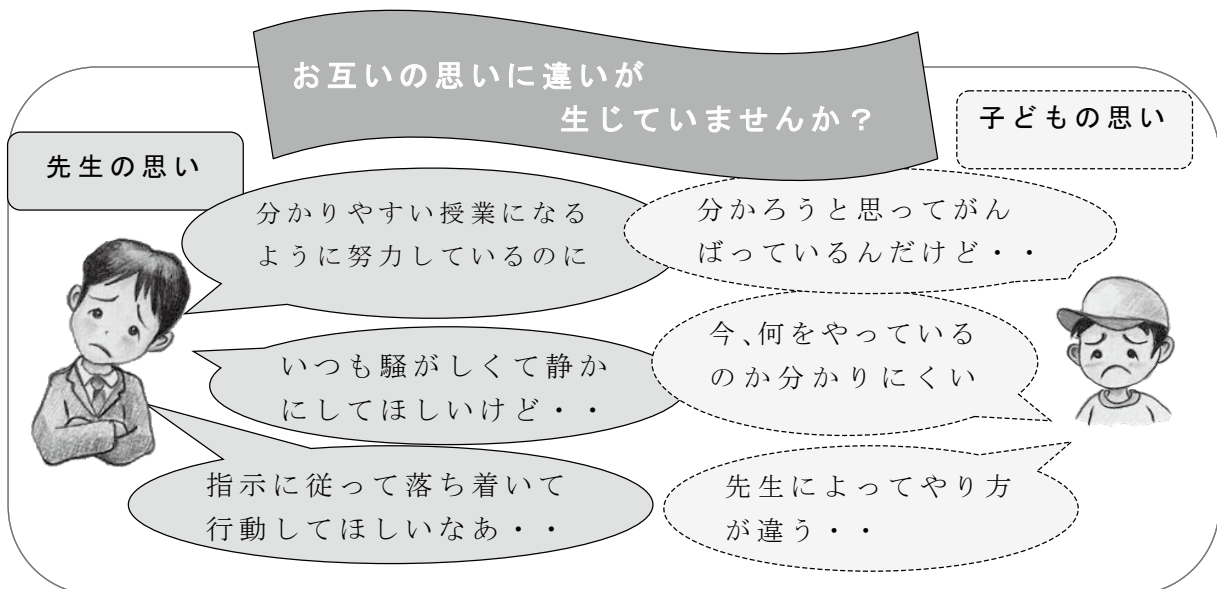 お互いの思いに違いが
生じていませんか？
先生の思い
子どもの思い
分かりやすい授業になる
ように努力しているのに
いつも騒がしくて静か
にしてほしいけど・・
指示に従って落ち着いて
行動してほしいなあ・・
分かろうと思ってがん
ばっているんだけど・・
今、何をやっている
のか分かりにくい
先生によってやり方
が違う・・